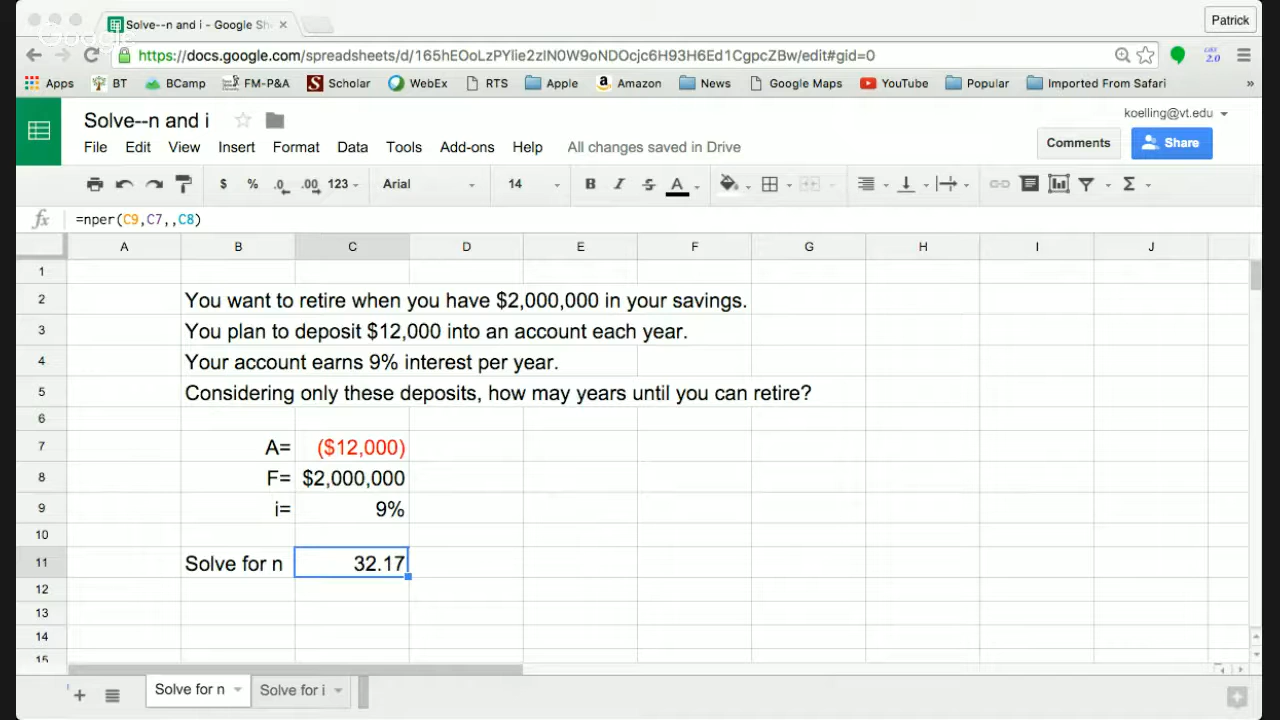 Solve--n and i - Google Sh
Patrick
https://docs.google.com/spreadsheets/d/165hEOoLzPYlie2zIN0W9oNDOcjc6H93H6Ed1CgpcZBw/edit#gid=0
Apps BT BCamp FM-P&A Scholar WebEx RTS Apple Amazon News Google Maps YouTube Popular Imported From Safari »
Solve--n and i
koelling@vt.edu
File Edit View Insert Format Data Tools Add-ons Help All changes saved in Drive
Comments Share
$ % .0 .00 123 Arial 14 B I S A Σ
fx =nper(C9,C7,,C8)
A B C D E F G H I J
1
2 You want to retire when you have $2,000,000 in your savings.
3 You plan to deposit $12,000 into an account each year.
4 Your account earns 9% interest per year.
5 Considering only these deposits, how may years until you can retire?
6
7 A= ($12,000)
8 F= $2,000,000
9 i= 9%
10
11 Solve for n 32.17
12
13
14
15
Solve for n Solve for i